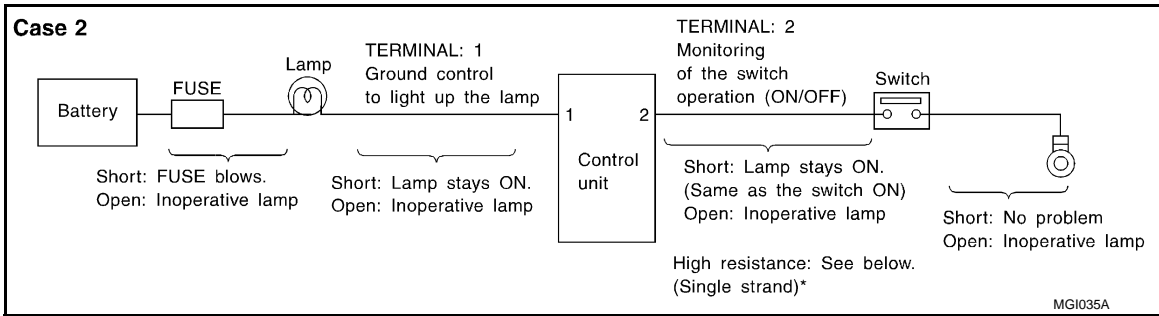 Case 2
Battery
FUSE
Lamp
TERMINAL: 1
Ground control
to light up the lamp
1
2
Control
unit
TERMINAL: 2
Monitoring
of the switch
operation (ON/OFF)
Switch
Short: FUSE blows.
Open: Inoperative lamp
Short: Lamp stays ON.
Open: Inoperative lamp
Short: Lamp stays ON.
(Same as the switch ON)
Open: Inoperative lamp
High resistance: See below.
(Single strand)*
Short: No problem
Open: Inoperative lamp
MGI035A